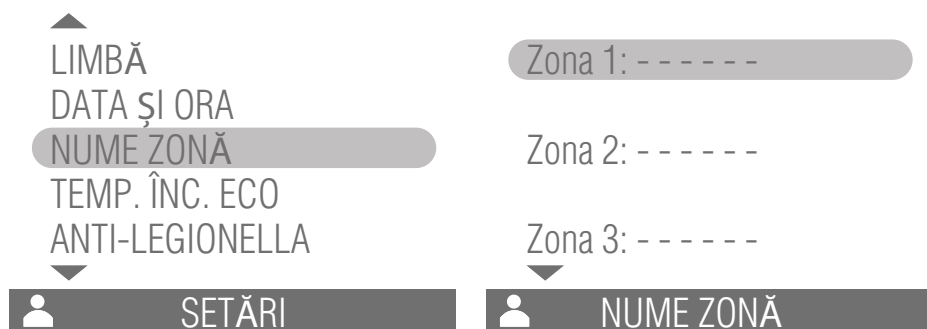 LIMBĂ
DATA ȘI ORA
NUME ZONĂ
TEMP. ÎNC. ECO
ANTI-LEGIONELLA
SETĂRI
Zona 1: - - - - - -
Zona 2: - - - - - -
Zona 3: - - - - - -
NUME ZONĂ